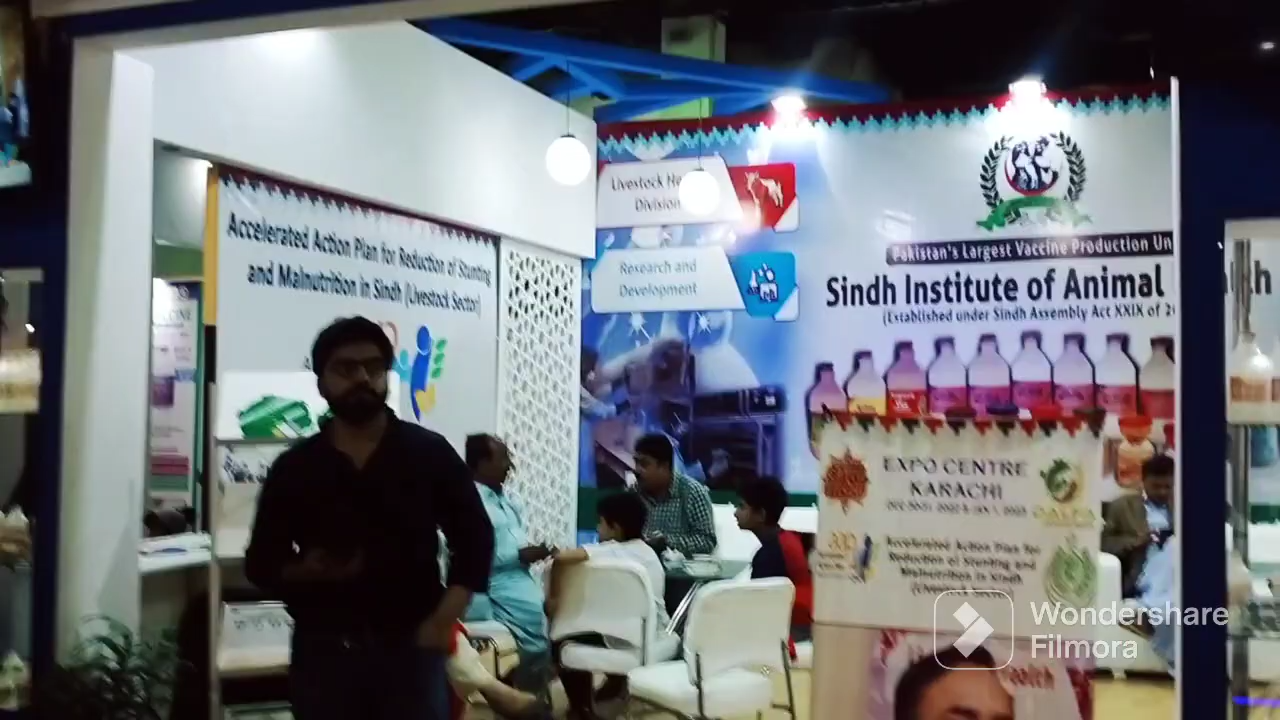 Accelerated Action Plan for Reduction of Stunting
and Malnutrition in Sindh (Livestock Sector)
Livestock He
Division
Research and
Development
Pakistan's Largest Vaccine Production Un
Sindh Institute of Animal
(Established under Sindh Assembly Act XXIX of 2
EXPO CENTRE
KARACHI
Accelerated Action Plan for
Reduction of Stunting and
Malnutrition in Sindh
(Livestock Sector)
Wondershare
Filmora